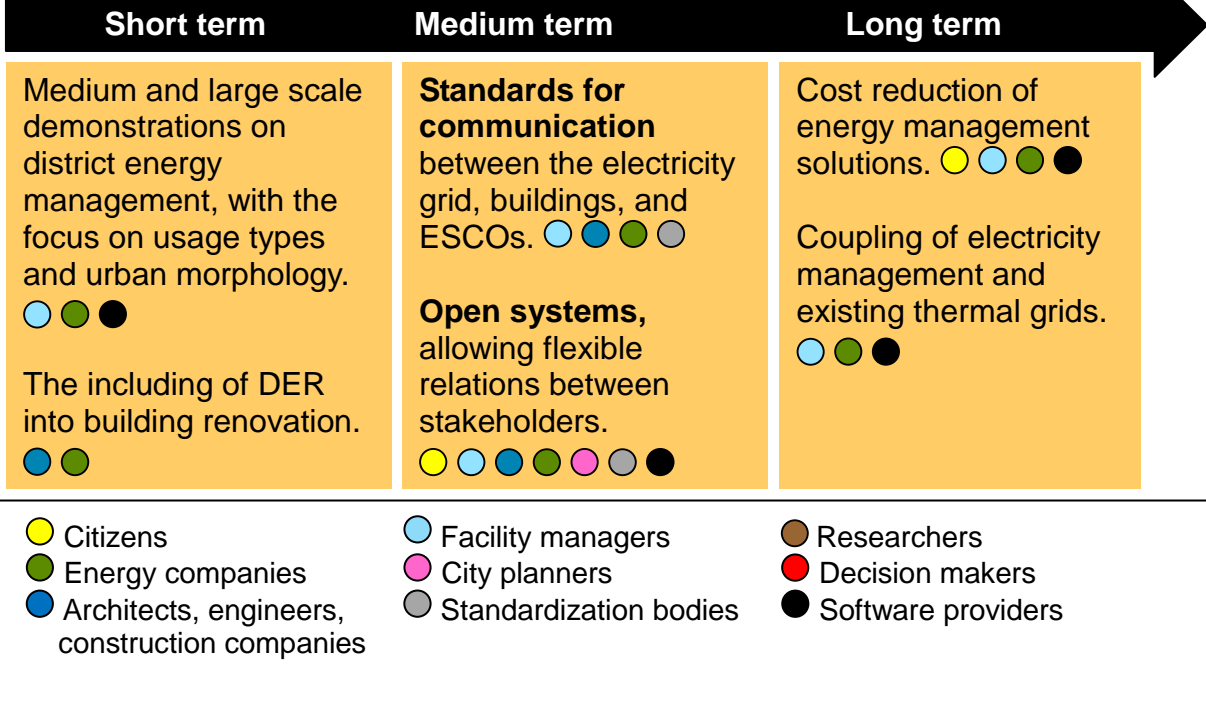 Short term
Medium term
Long term
Medium and large scale
demonstrations on
district energy
management, with the
focus on usage types
and urban morphology.
The including of DER
into building renovation.
Standards for
communication
between the electricity
grid, buildings, and
ESCOs.
Open systems,
allowing flexible
relations between
stakeholders.
Cost reduction of
energy management
solutions.
Coupling of electricity
management and
existing thermal grids.
Citizens
Energy companies
Architects, engineers,
construction companies
Facility managers
City planners
Standardization bodies
Researchers
Decision makers
Software providers